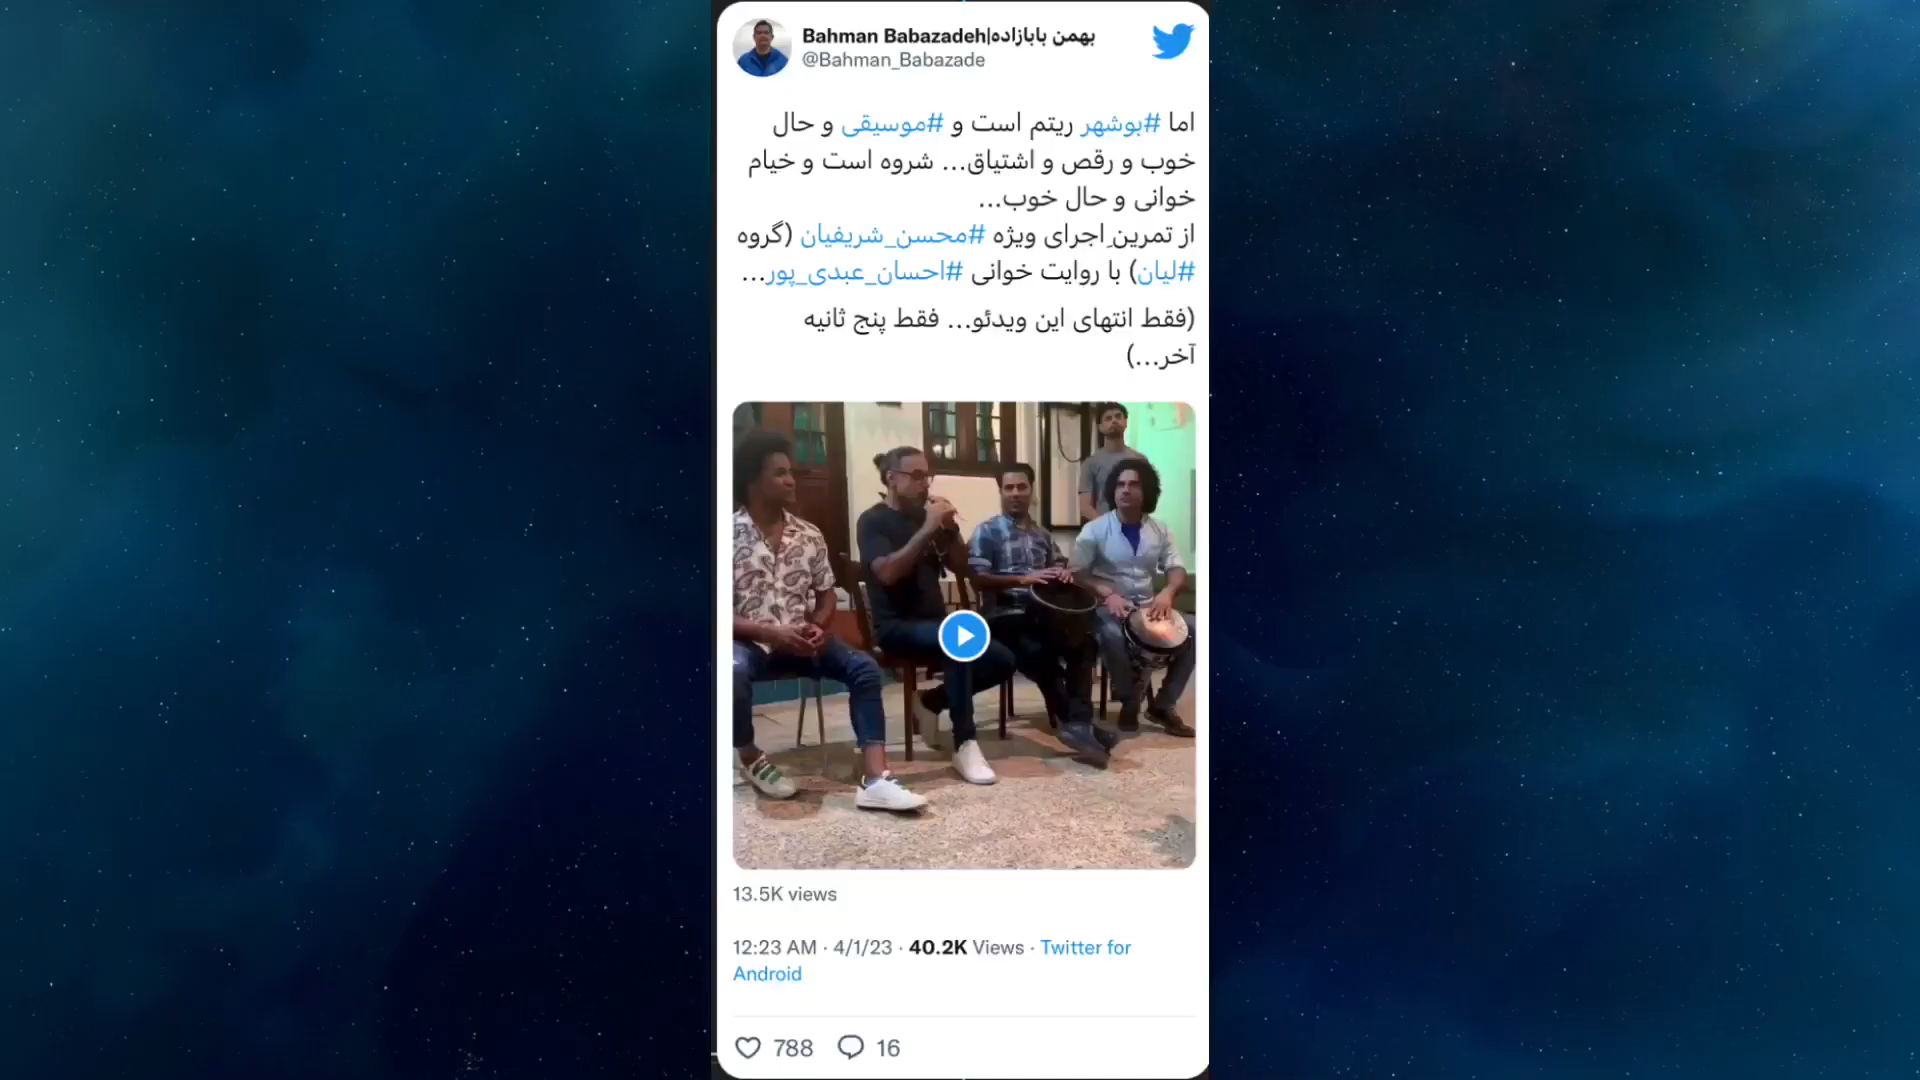 Bahman Babazadeh|بهمن بابازاده
@Bahman_Babazade
اما #بوشهر ریتم است و #موسیقی و حال
خوب و رقص و اشتیاق... شروه است و خیام
خوانی و حال خوب...
از تمرینِ اجرای ویژه #محسن_شریفیان (گروه
#لیان) با روایت خوانی #احسان_عبدی_پور...
(فقط انتهای این ویدئو... فقط پنج ثانیه
آخر...)
13.5K views
12:23 AM · 4/1/23 · 40.2K Views · Twitter for
Android
788 16